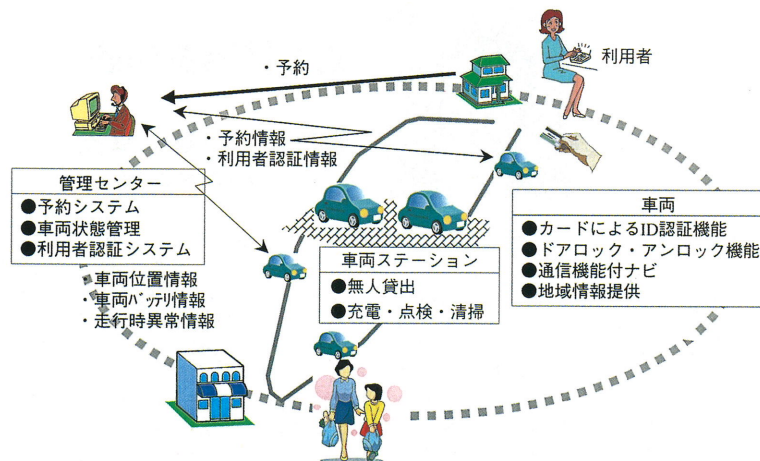 ・予約
利用者
・予約情報
・利用者認証情報
管理センター
●予約システム
●車両状態管理
●利用者認証システム
車両
●カードによるID認証機能
●ドアロック・アンロック機能
●通信機能付ナビ
●地域情報提供
車両ステーション
●無人貸出
●充電・点検・清掃
・車両位置情報
・車両ﾊﾞｯﾃﾘ情報
・走行時異常情報